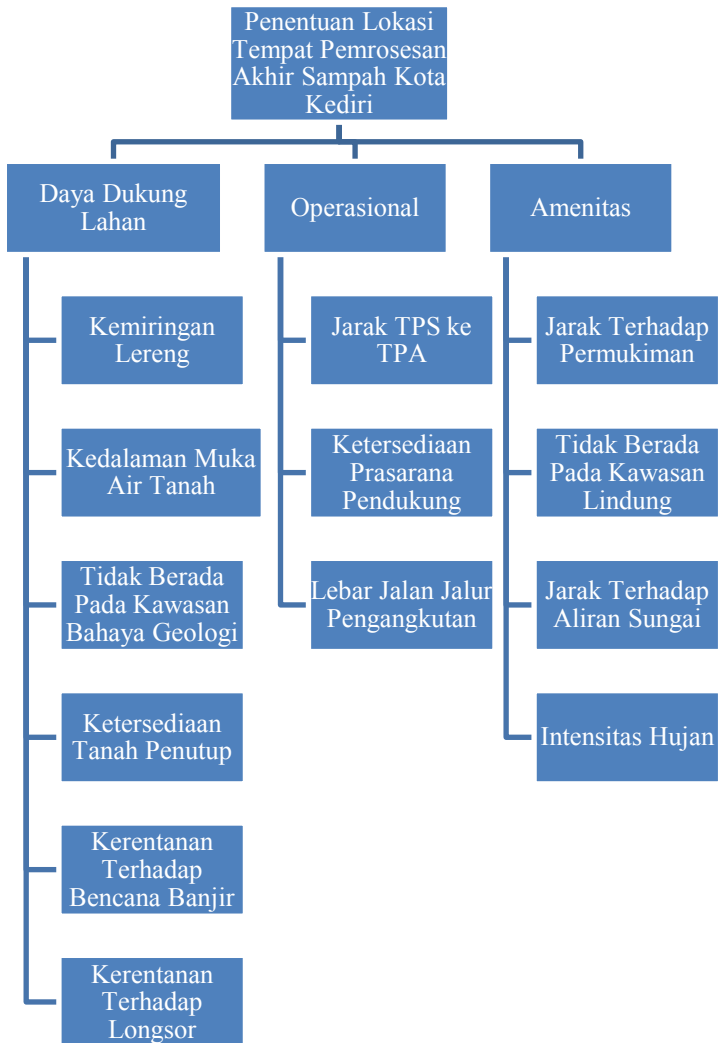 Penentuan Lokasi
Tempat Pemrosesan
Akhir Sampah Kota
Kediri
Daya Dukung
Lahan
Kemiringan
Lereng
Kedalaman Muka
Air Tanah
Tidak Berada
Pada Kawasan
Bahaya Geologi
Ketersediaan
Tanah Penutup
Kerentanan
Terhadap
Bencana Banjir
Kerentanan
Terhadap
Longsor
Operasional
Jarak TPS ke
TPA
Ketersediaan
Prasarana
Pendukung
Lebar Jalan Jalur
Pengangkutan
Amenitas
Jarak Terhadap
Permukiman
Tidak Berada
Pada Kawasan
Lindung
Jarak Terhadap
Aliran Sungai
Intensitas Hujan